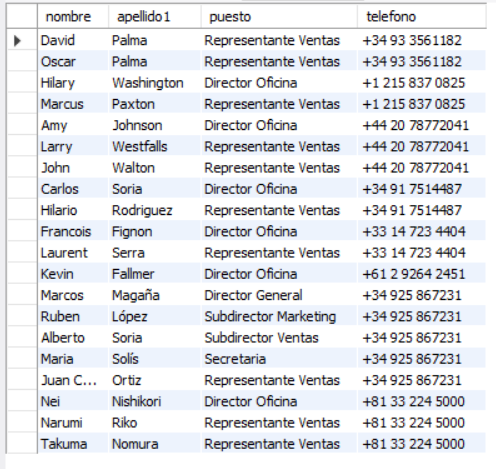 nombre apellido1 puesto telefono
David Palma Representante Ventas +34 93 3561182
Oscar Palma Representante Ventas +34 93 3561182
Hilary Washington Director Oficina +1 215 837 0825
Marcus Paxton Representante Ventas +1 215 837 0825
Amy Johnson Director Oficina +44 20 78772041
Larry Westfalls Representante Ventas +44 20 78772041
John Walton Representante Ventas +44 20 78772041
Carlos Soria Director Oficina +34 91 7514487
Hilario Rodriguez Representante Ventas +34 91 7514487
Francois Fignon Director Oficina +33 14 723 4404
Laurent Serra Representante Ventas +33 14 723 4404
Kevin Fallmer Director Oficina +61 2 9264 2451
Marcos Magaña Director General +34 925 867231
Ruben López Subdirector Marketing +34 925 867231
Alberto Soria Subdirector Ventas +34 925 867231
Maria Solís Secretaria +34 925 867231
Juan C... Ortiz Representante Ventas +34 925 867231
Nei Nishikori Director Oficina +81 33 224 5000
Narumi Riko Representante Ventas +81 33 224 5000
Takuma Nomura Representante Ventas +81 33 224 5000